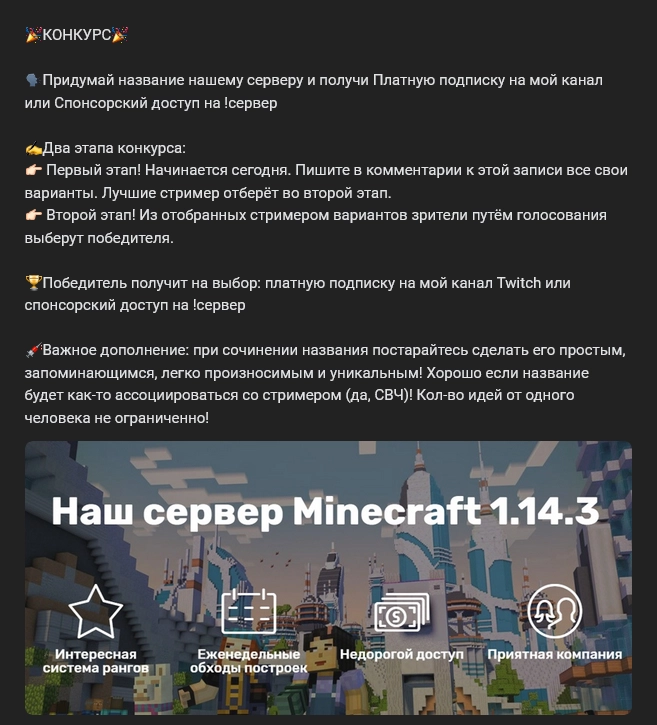 🎉КОНКУРС🎉
🗣 Придумай название нашему серверу и получи Платную подписку на мой канал
или Спонсорский доступ на !сервер
✍Два этапа конкурса:
👉🏻 Первый этап! Начинается сегодня. Пишите в комментарии к этой записи все свои
варианты. Лучшие стример отберёт во второй этап.
👉🏻 Второй этап! Из отобранных стримером вариантов зрители путём голосования
выберут победителя.
🏆Победитель получит на выбор: платную подписку на мой канал Twitch или
спонсорский доступ на !сервер
🚀Важное дополнение: при сочинении названия постарайтесь сделать его простым,
запоминающимся, легко произносимым и уникальным! Хорошо если название
будет как-то ассоциироваться со стримером (да, СВЧ)! Кол-во идей от одного
человека не ограниченно!
Наш сервер Minecraft 1.14.3
Интересная
система рангов
Еженедельные
обходы построек
Недорогой доступ
Приятная компания